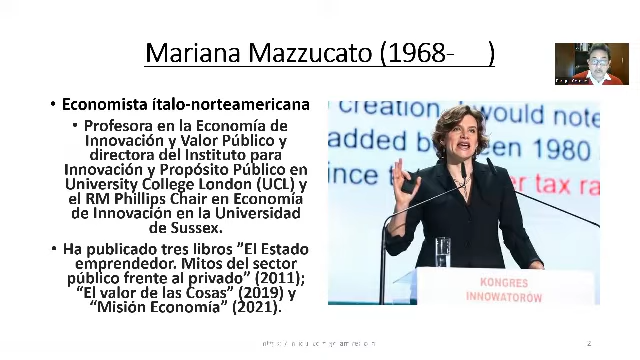 Mariana Mazzucato (1968-    )
• Economista ítalo-norteamericana
• Profesora en la Economía de
Innovación y Valor Público y
directora del Instituto para
Innovación y Propósito Público en
University College London (UCL) y
el RM Phillips Chair en Economía
de Innovación en la Universidad
de Sussex.
• Ha publicado tres libros ”El Estado
emprendedor. Mitos del sector
público frente al privado” (2011);
“El valor de las Cosas” (2019) y
“Misión Economía” (2021).
creation, I would note
added between 1980
since
er tax ra
KONGRES
INNOWATORÓW
2